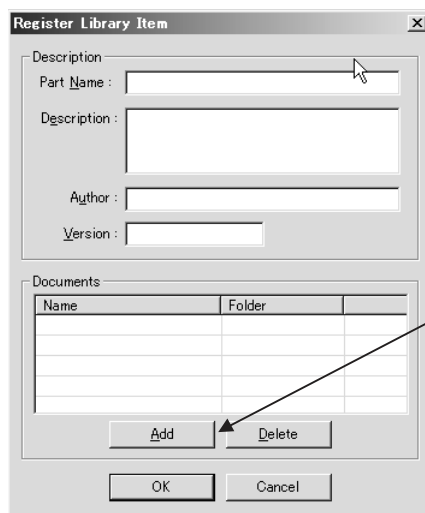 Register Library Item
Description
Part Name :
Description :
Author :
Version :
Documents
Name Folder
Add Delete
OK Cancel